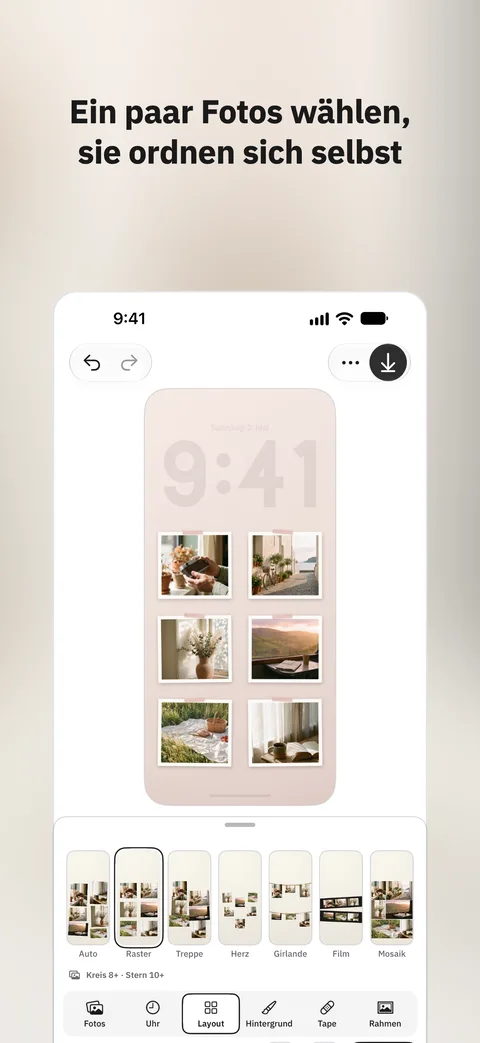 Ein paar Fotos wählen,
sie ordnen sich selbst
9:41
9:41
Auto
Raster
Treppe
Herz
Girlande
Film
Mosaik
Kreis 8+ · Stern 10+
Fotos
Uhr
Layout
Hintergrund
Tape
Rahmen